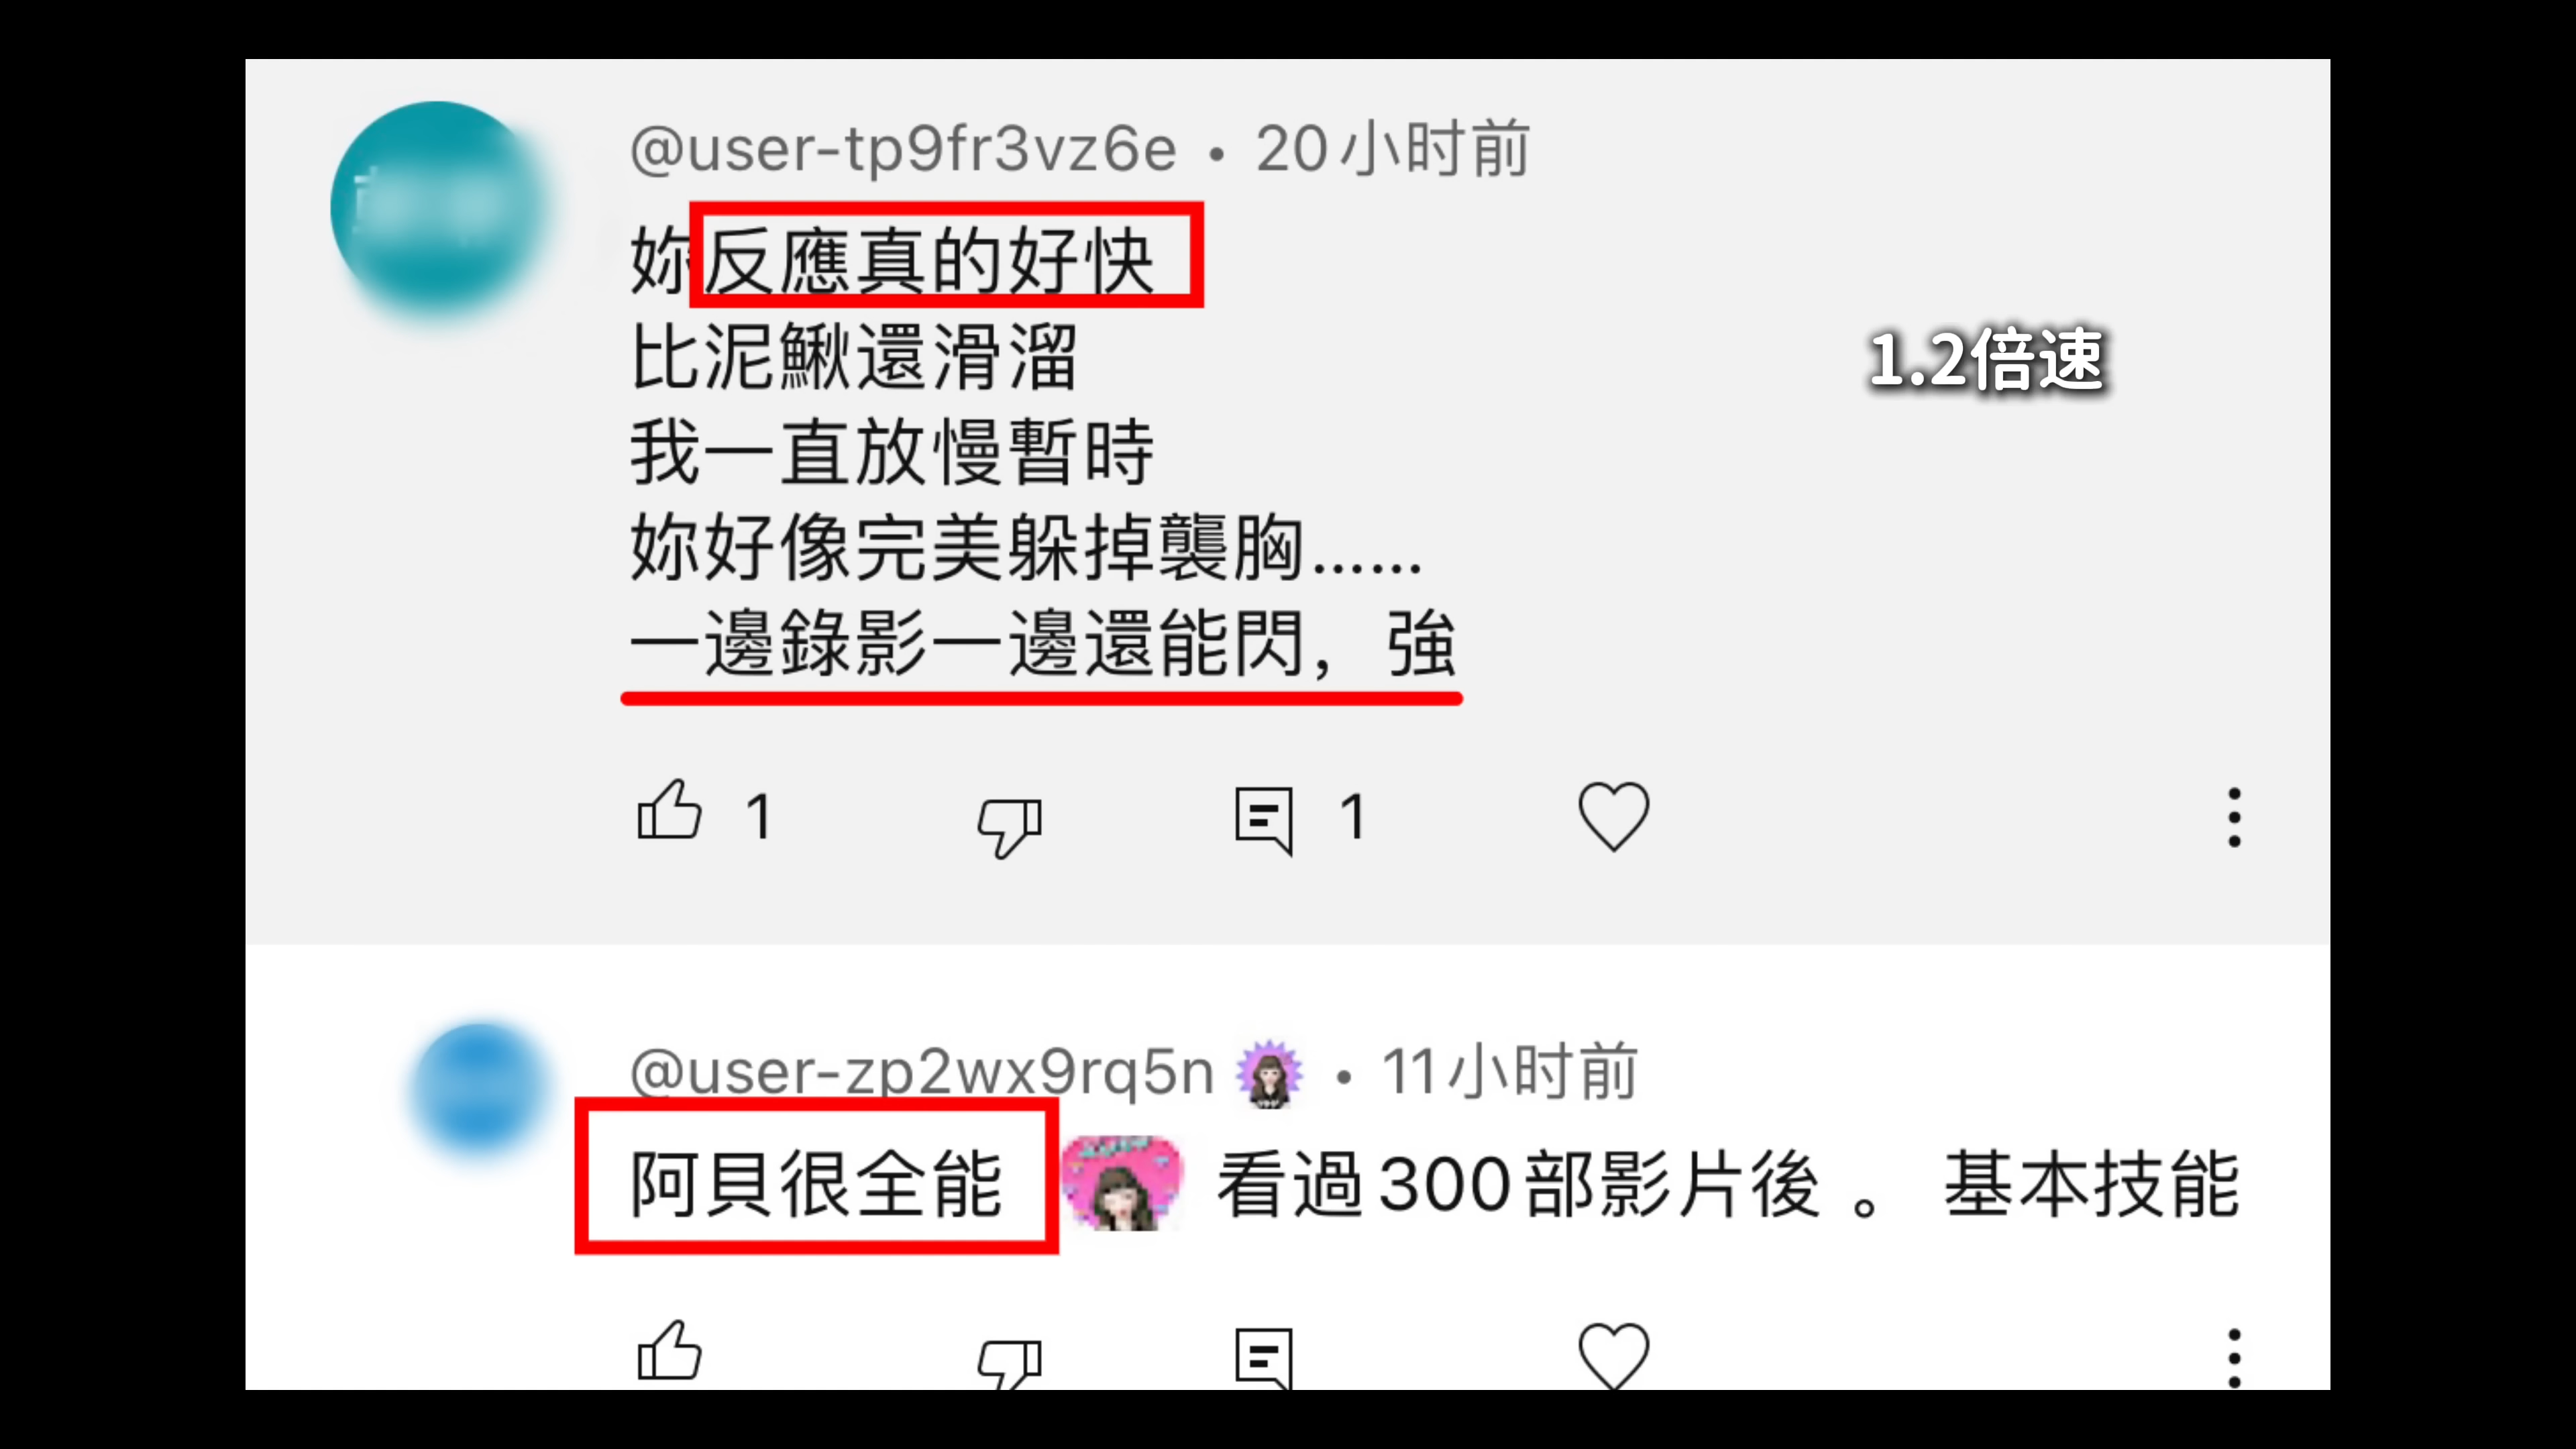 @user-tp9fr3vz6e • 20小时前
妳反應真的好快
比泥鰍還滑溜
1.2倍速
我一直放慢暫時
妳好像完美躲掉襲胸......
一邊錄影一邊還能閃，強
1
1
@user-zp2wx9rq5n • 11小时前
阿貝很全能 看過300部影片後 。 基本技能